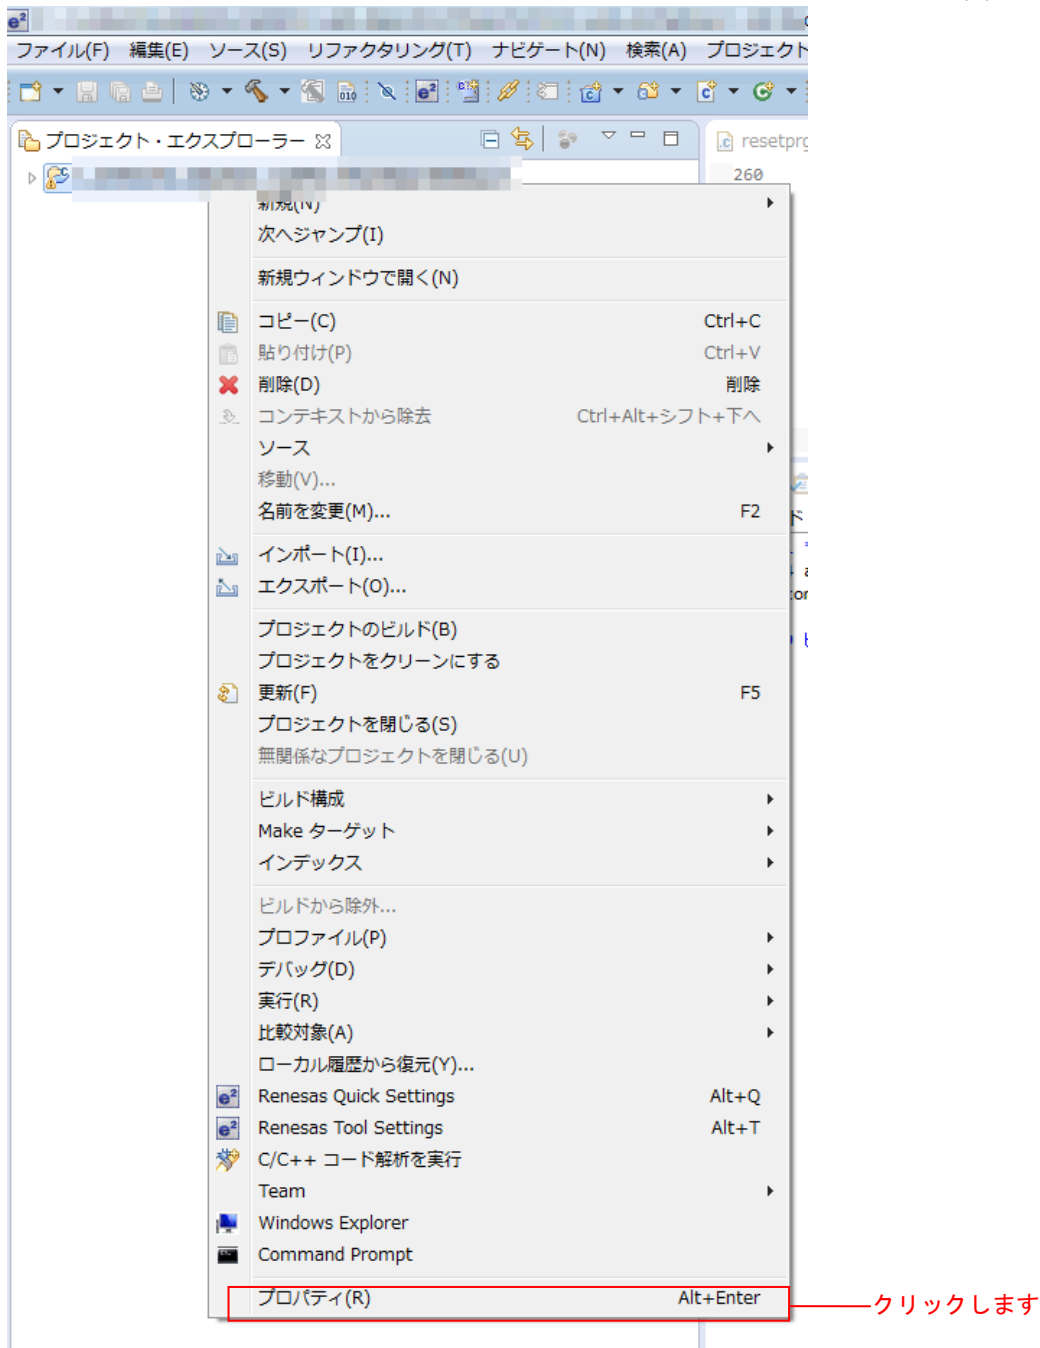 e²
ファイル(F) 編集(E) ソース(S) リファクタリング(T) ナビゲート(N) 検索(A) プロジェクト
プロジェクト・エクスプローラー
resetprg
260
新規(N)
次へジャンプ(I)
新規ウィンドウで開く(N)
コピー(C) Ctrl+C
貼り付け(P) Ctrl+V
削除(D) 削除
コンテキストから除去 Ctrl+Alt+シフト+下へ
ソース
移動(V)...
名前を変更(M)... F2
インポート(I)...
エクスポート(O)...
プロジェクトのビルド(B)
プロジェクトをクリーンにする
更新(F) F5
プロジェクトを閉じる(S)
無関係なプロジェクトを閉じる(U)
ビルド構成
Make ターゲット
インデックス
ビルドから除外...
プロファイル(P)
デバッグ(D)
実行(R)
比較対象(A)
ローカル履歴から復元(Y)...
Renesas Quick Settings Alt+Q
Renesas Tool Settings Alt+T
C/C++ コード解析を実行
Team
Windows Explorer
Command Prompt
プロパティ(R) Alt+Enter
クリックします